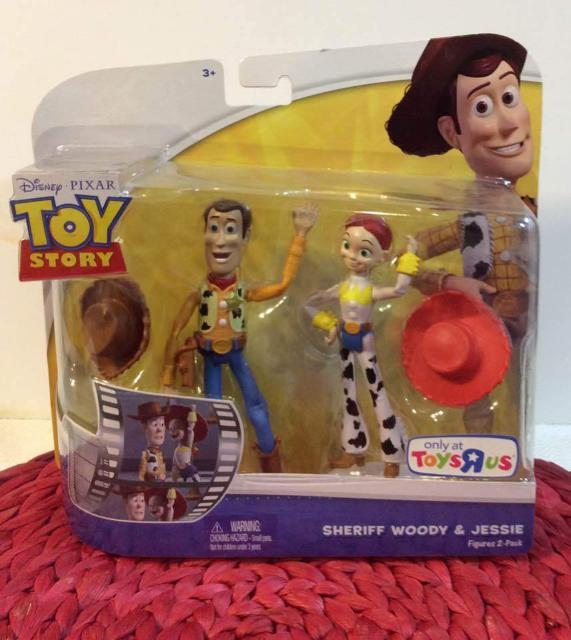 3+
Disney · PIXAR
TOY
STORY
only at
TOYSRUS
WARNING:
CHOKING HAZARD - Small parts.
Not for children under 3 years.
SHERIFF WOODY & JESSIE
Figures 2-Pack